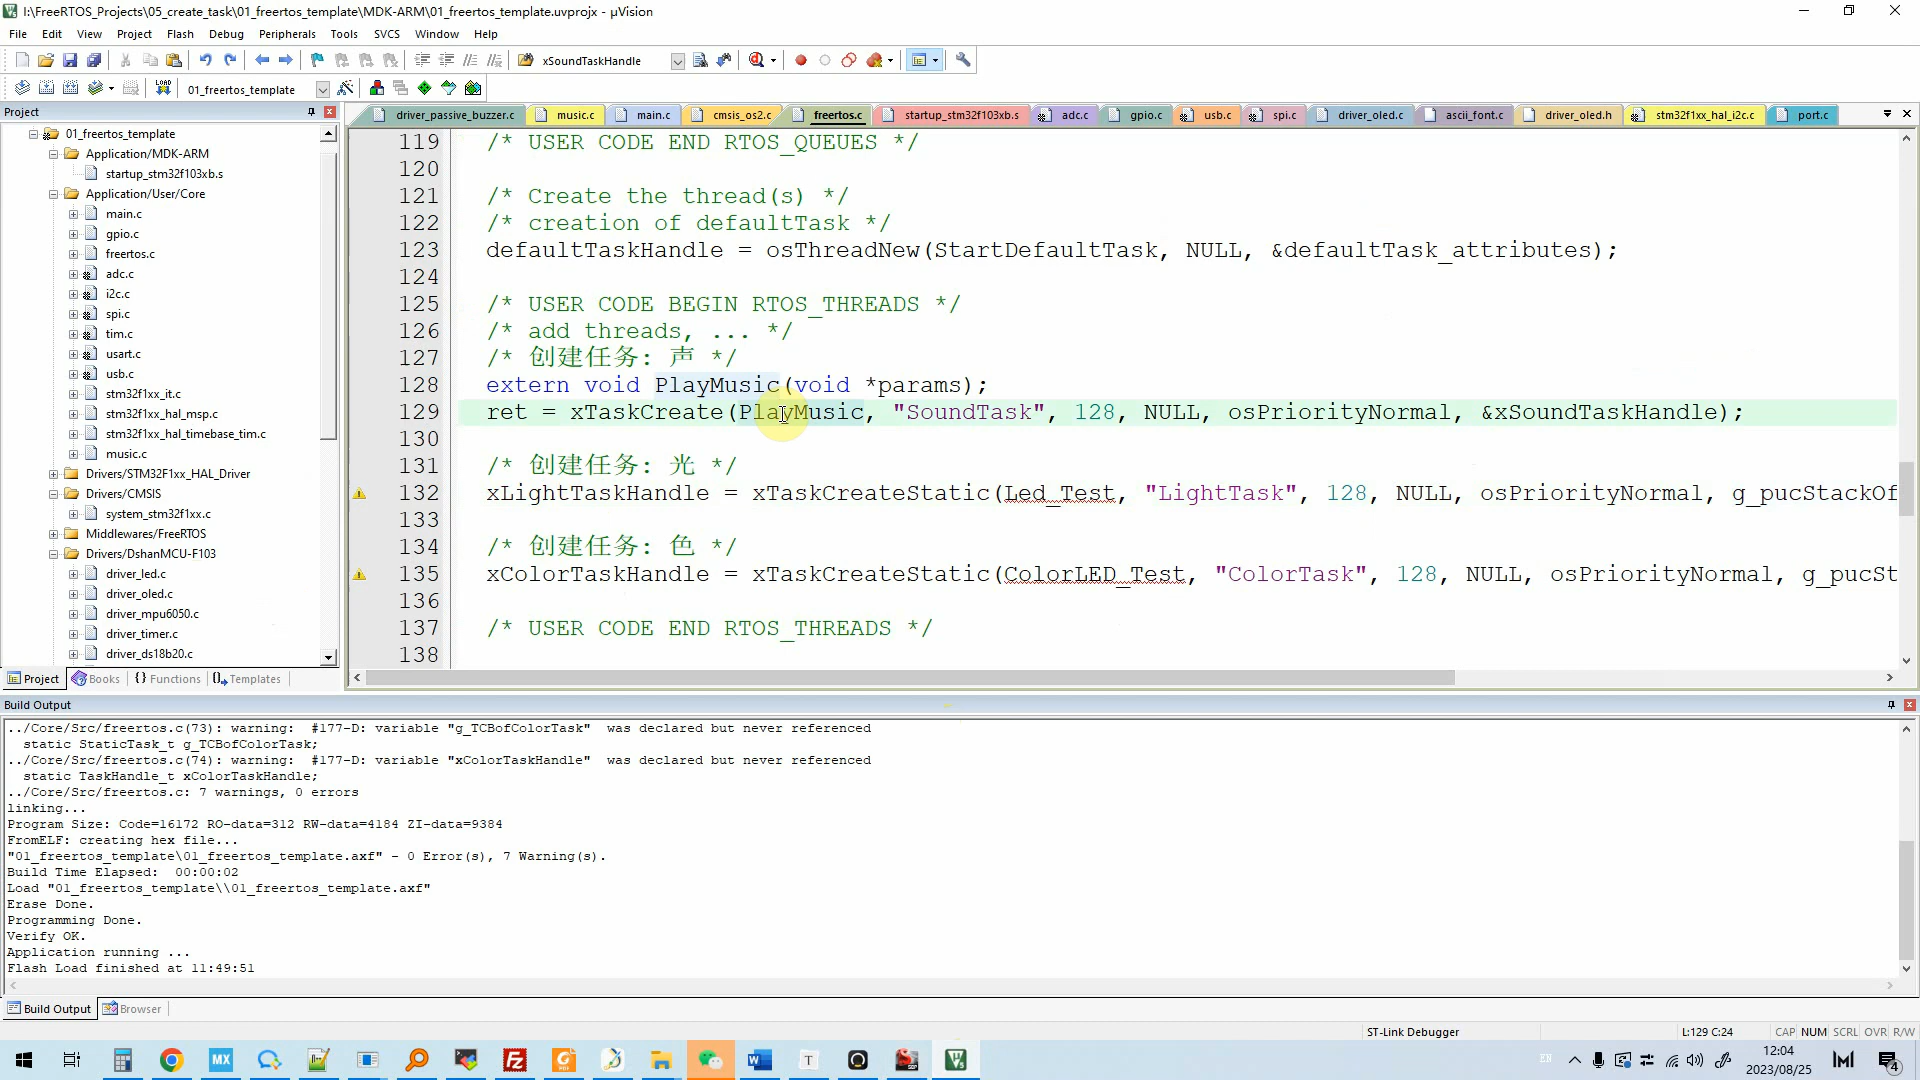 I:\FreeRTOS_Projects\05_create_task\01_freertos_template\MDK-ARM\01_freertos_template.uvprojx - µVision
File Edit View Project Flash Debug Peripherals Tools SVCS Window Help
xSoundTaskHandle
LOAD
01_freertos_template
Project
driver_passive_buzzer.c music.c main.c cmsis_os2.c freertos.c startup_stm32f103xb.s adc.c gpio.c usb.c spi.c driver_oled.c ascii_font.c driver_oled.h stm32f1xx_hal_i2c.c port.c
01_freertos_template
Application/MDK-ARM
startup_stm32f103xb.s
Application/User/Core
main.c
gpio.c
freertos.c
adc.c
i2c.c
spi.c
tim.c
usart.c
usb.c
stm32f1xx_it.c
stm32f1xx_hal_msp.c
stm32f1xx_hal_timebase_tim.c
music.c
Drivers/STM32F1xx_HAL_Driver
Drivers/CMSIS
system_stm32f1xx.c
Middlewares/FreeRTOS
Drivers/DshanMCU-F103
driver_led.c
driver_oled.c
driver_mpu6050.c
driver_timer.c
driver_ds18b20.c
Project Books {} Functions Templates
119 /* USER CODE END RTOS_QUEUES */
120
121 /* Create the thread(s) */
122 /* creation of defaultTask */
123 defaultTaskHandle = osThreadNew(StartDefaultTask, NULL, &defaultTask_attributes);
124
125 /* USER CODE BEGIN RTOS_THREADS */
126 /* add threads, ... */
127 /* 创建任务: 声 */
128 extern void PlayMusic(void *params);
129 ret = xTaskCreate(PlayMusic, "SoundTask", 128, NULL, osPriorityNormal, &xSoundTaskHandle);
130
131 /* 创建任务: 光 */
132 xLightTaskHandle = xTaskCreateStatic(Led_Test, "LightTask", 128, NULL, osPriorityNormal, g_pucStackOf
133
134 /* 创建任务: 色 */
135 xColorTaskHandle = xTaskCreateStatic(ColorLED_Test, "ColorTask", 128, NULL, osPriorityNormal, g_pucSt
136
137 /* USER CODE END RTOS_THREADS */
138
Build Output
../Core/Src/freertos.c(73): warning:  #177-D: variable "g_TCBofColorTask"  was declared but never referenced
static StaticTask_t g_TCBofColorTask;
../Core/Src/freertos.c(74): warning:  #177-D: variable "xColorTaskHandle"  was declared but never referenced
static TaskHandle_t xColorTaskHandle;
../Core/Src/freertos.c: 7 warnings, 0 errors
linking...
Program Size: Code=16172 RO-data=312 RW-data=4184 ZI-data=9384
FromELF: creating hex file...
"01_freertos_template\01_freertos_template.axf" - 0 Error(s), 7 Warning(s).
Build Time Elapsed:  00:00:02
Load "01_freertos_template\\01_freertos_template.axf"
Erase Done.
Programming Done.
Verify OK.
Application running ...
Flash Load finished at 11:49:51
Build Output Browser
ST-Link Debugger L:129 C:24 CAP NUM SCRL OVR R/W
MX
W
T
EN
12:04
2023/08/25
4